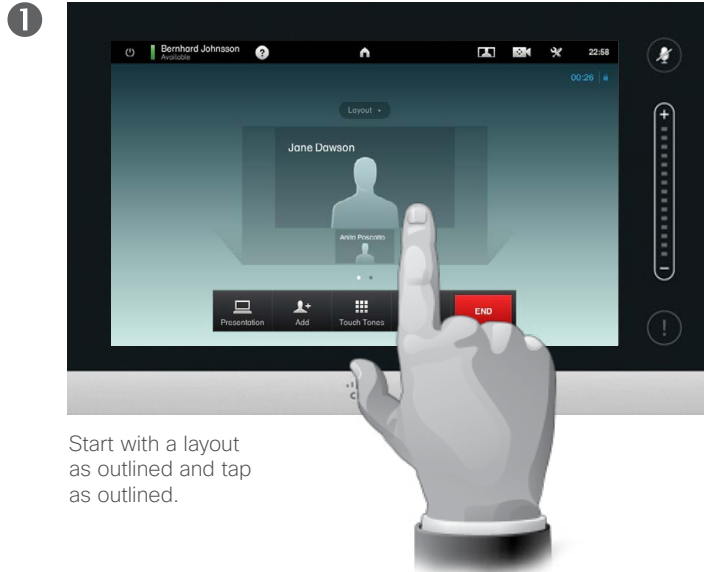 1
Bernhard Johnsson
Available
?
22:58
00:26
Layout
Jane Dawson
Anita Poscotto
Presentation
Add
Touch Tones
END
+
−
!
Start with a layout
as outlined and tap
as outlined.